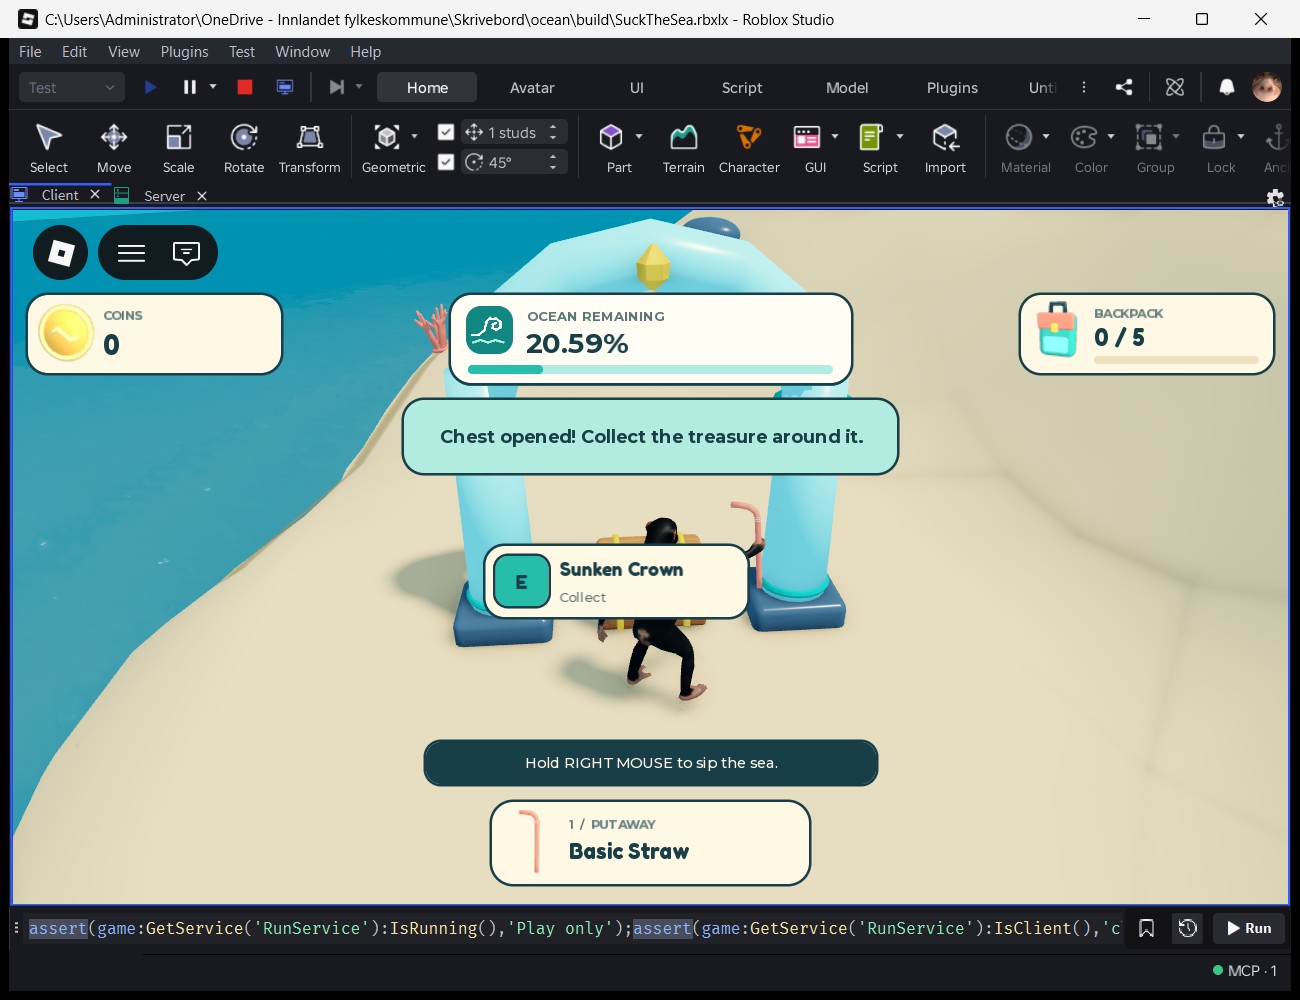 C:\Users\Administrator\OneDrive - Innlandet fylkeskommune\Skrivebord\ocean\build\SuckTheSea.rbxlx - Roblox Studio
File Edit View Plugins Test Window Help
Test Home Avatar UI Script Model Plugins Unti
1 studs
45°
Select Move Scale Rotate Transform Geometric Part Terrain Character GUI Script Import Material Color Group Lock Anc
Client Server
COINS
0
OCEAN REMAINING
20.59%
BACKPACK
0 / 5
Chest opened! Collect the treasure around it.
E
Sunken Crown
Collect
Hold RIGHT MOUSE to sip the sea.
1 / PUT AWAY
Basic Straw
assert(game:GetService('RunService'):IsRunning(),'Play only');assert(game:GetService('RunService'):IsClient(),'c
Run
MCP · 1